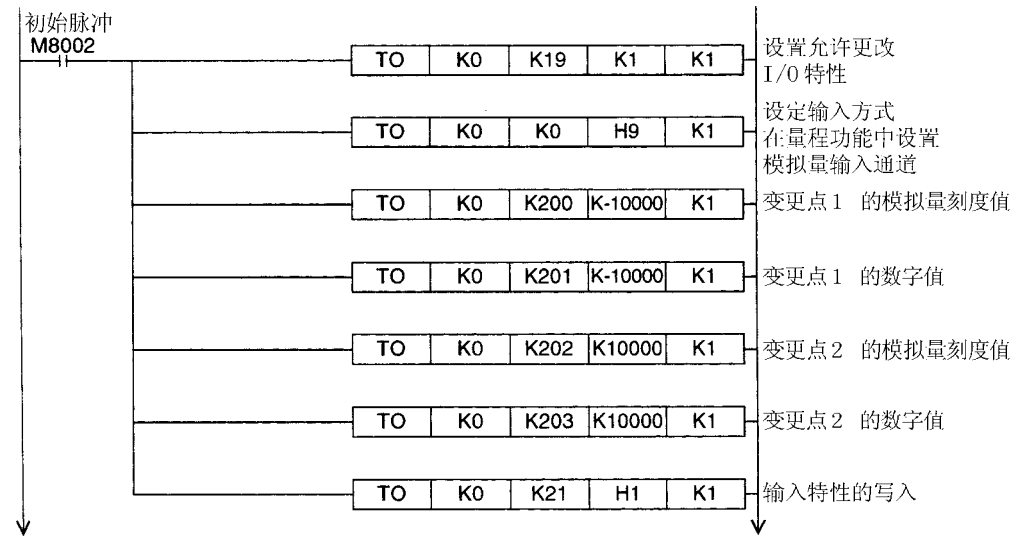 初始脉冲
M8002
TO K0 K19 K1 K1
设置允许更改
I/O 特性
TO K0 K0 H9 K1
设定输入方式
在量程功能中设置
模拟量输入通道
TO K0 K200 K-10000 K1
变更点1 的模拟量刻度值
TO K0 K201 K-10000 K1
变更点1 的数字值
TO K0 K202 K10000 K1
变更点2 的模拟量刻度值
TO K0 K203 K10000 K1
变更点2 的数字值
TO K0 K21 H1 K1
输入特性的写入